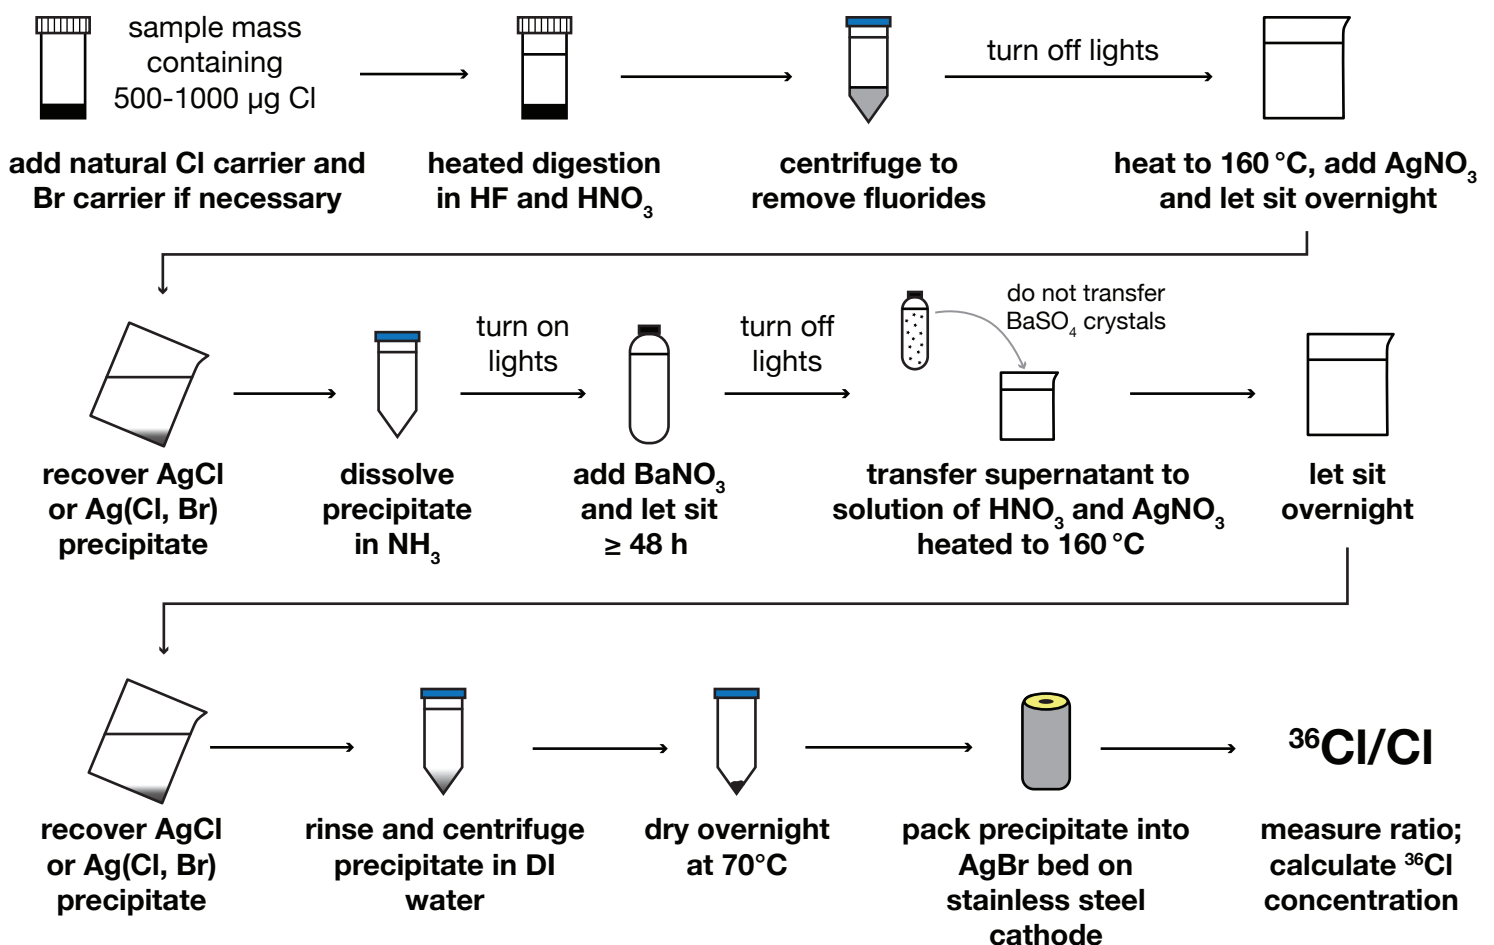 sample mass
containing
500-1000 µg Cl
add natural Cl carrier and
Br carrier if necessary
heated digestion
in HF and HNO₃
centrifuge to
remove fluorides
turn off lights
heat to 160 °C, add AgNO₃
and let sit overnight
recover AgCl
or Ag(Cl, Br)
precipitate
dissolve
precipitate
in NH₃
turn on
lights
add BaNO₃
and let sit
≥ 48 h
turn off
lights
do not transfer
BaSO₄ crystals
transfer supernatant to
solution of HNO₃ and AgNO₃
heated to 160 °C
let sit
overnight
recover AgCl
or Ag(Cl, Br)
precipitate
rinse and centrifuge
precipitate in DI
water
dry overnight
at 70°C
pack precipitate into
AgBr bed on
stainless steel
cathode
³⁶Cl/Cl
measure ratio;
calculate ³⁶Cl
concentration